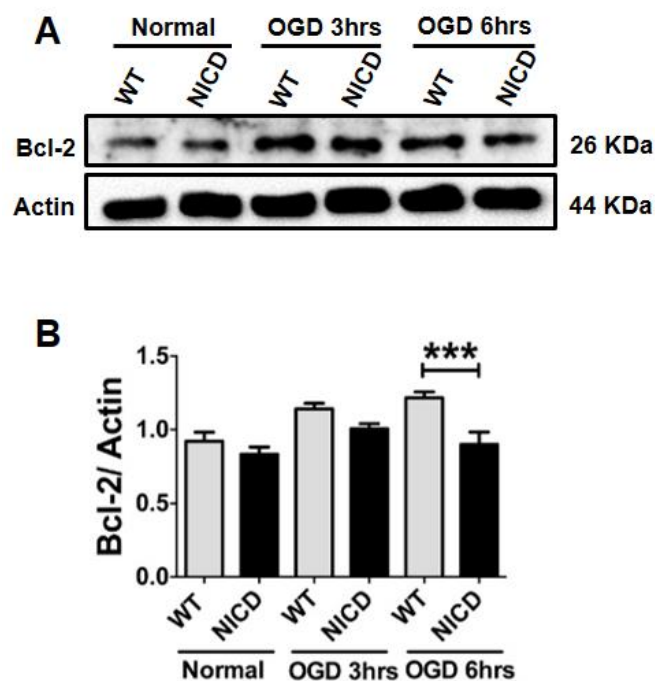 A
Normal OGD 3hrs OGD 6hrs
WT NICD WT NICD WT NICD
Bcl-2 26 KDa
Actin 44 KDa
B
***
1.5
1.0
0.5
0.0
Bcl-2/ Actin
WT NICD WT NICD WT NICD
Normal OGD 3hrs OGD 6hrs